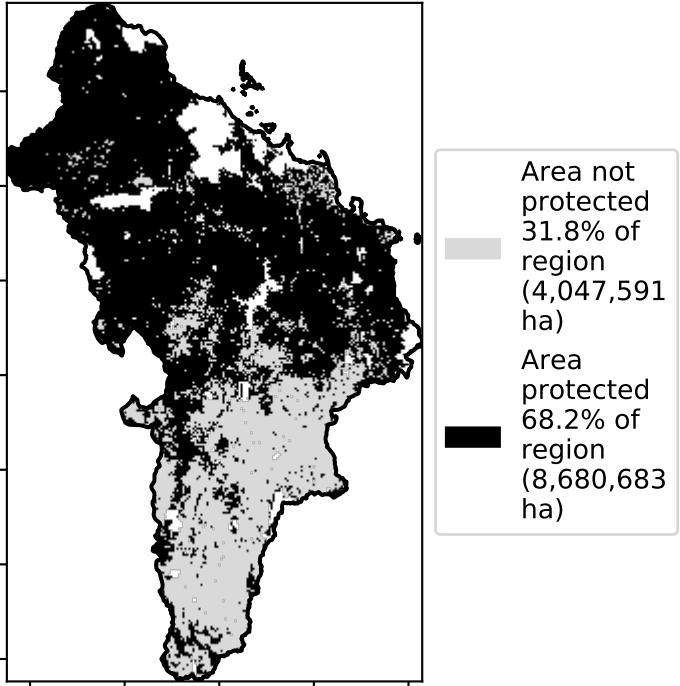 Area not
protected
31.8% of
region
(4,047,591
ha)
Area
protected
68.2% of
region
(8,680,683
ha)